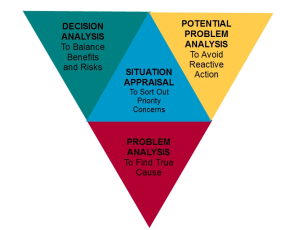 DECISION
ANALYSIS
To Balance
Benefits
and Risks
POTENTIAL
PROBLEM
ANALYSIS
To Avoid
Reactive
Action
SITUATION
APPRAISAL
To Sort Out
Priority
Concerns
PROBLEM
ANALYSIS
To Find True
Cause